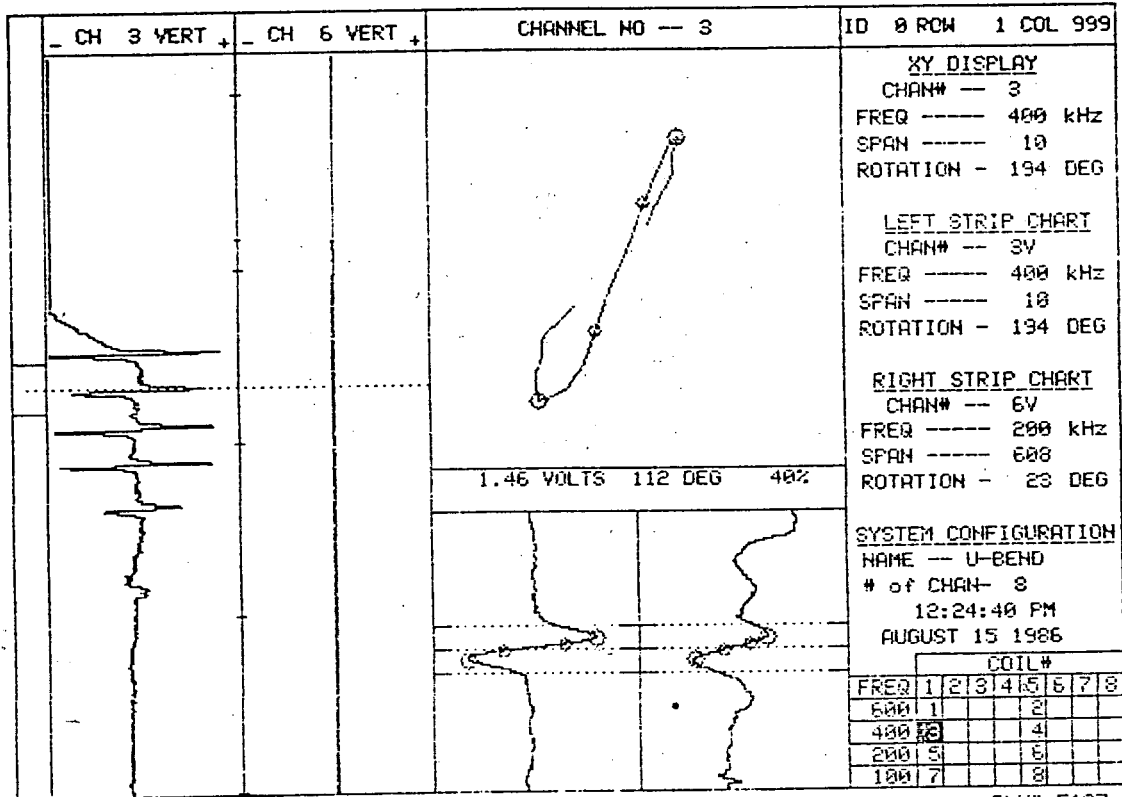 - CH 3 VERT +
- CH 6 VERT +
CHANNEL NO -- 3
ID 0 ROW 1 COL 999
XY DISPLAY
CHAN# -- 3
FREQ ----- 400 kHz
SPAN ----- 10
ROTATION - 194 DEG
LEFT STRIP CHART
CHAN# -- 3V
FREQ ----- 400 kHz
SPAN ----- 10
ROTATION - 194 DEG
RIGHT STRIP CHART
CHAN# -- 6V
FREQ ----- 200 kHz
SPAN ----- 608
ROTATION - 23 DEG
1.46 VOLTS 112 DEG 40%
SYSTEM CONFIGURATION
NAME -- U-BEND
# of CHAN- 8
12:24:40 PM
AUGUST 15 1986
COIL#
FREQ 1 2 3 4 5 6 7 8
600 1 2
400 3 4
200 5 6
100 7 8